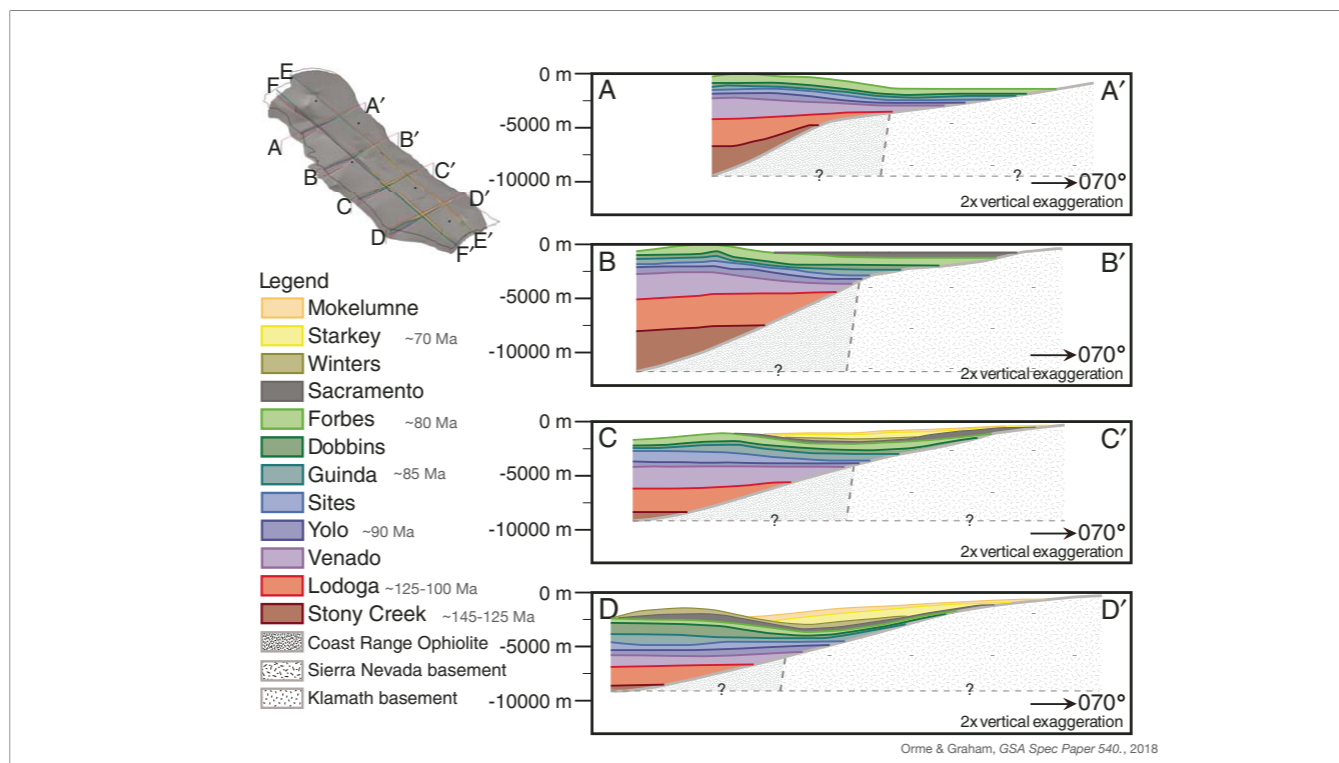 E
F
A′
B′
A
C′
B
D′
C
D
E′
F′
Legend
Mokelumne
Starkey ~70 Ma
Winters
Sacramento
Forbes ~80 Ma
Dobbins
Guinda ~85 Ma
Sites
Yolo ~90 Ma
Venado
Lodoga ~125-100 Ma
Stony Creek ~145-125 Ma
Coast Range Ophiolite
Sierra Nevada basement
Klamath basement
0 m
A A′
-5000 m
-10000 m
? ?
070°
2x vertical exaggeration
0 m
B B′
-5000 m
-10000 m
?
070°
2x vertical exaggeration
0 m
C C′
-5000 m
-10000 m
? ?
070°
2x vertical exaggeration
0 m
D D′
-5000 m
-10000 m
? ?
070°
2x vertical exaggeration
Orme & Graham, GSA Spec Paper 540., 2018